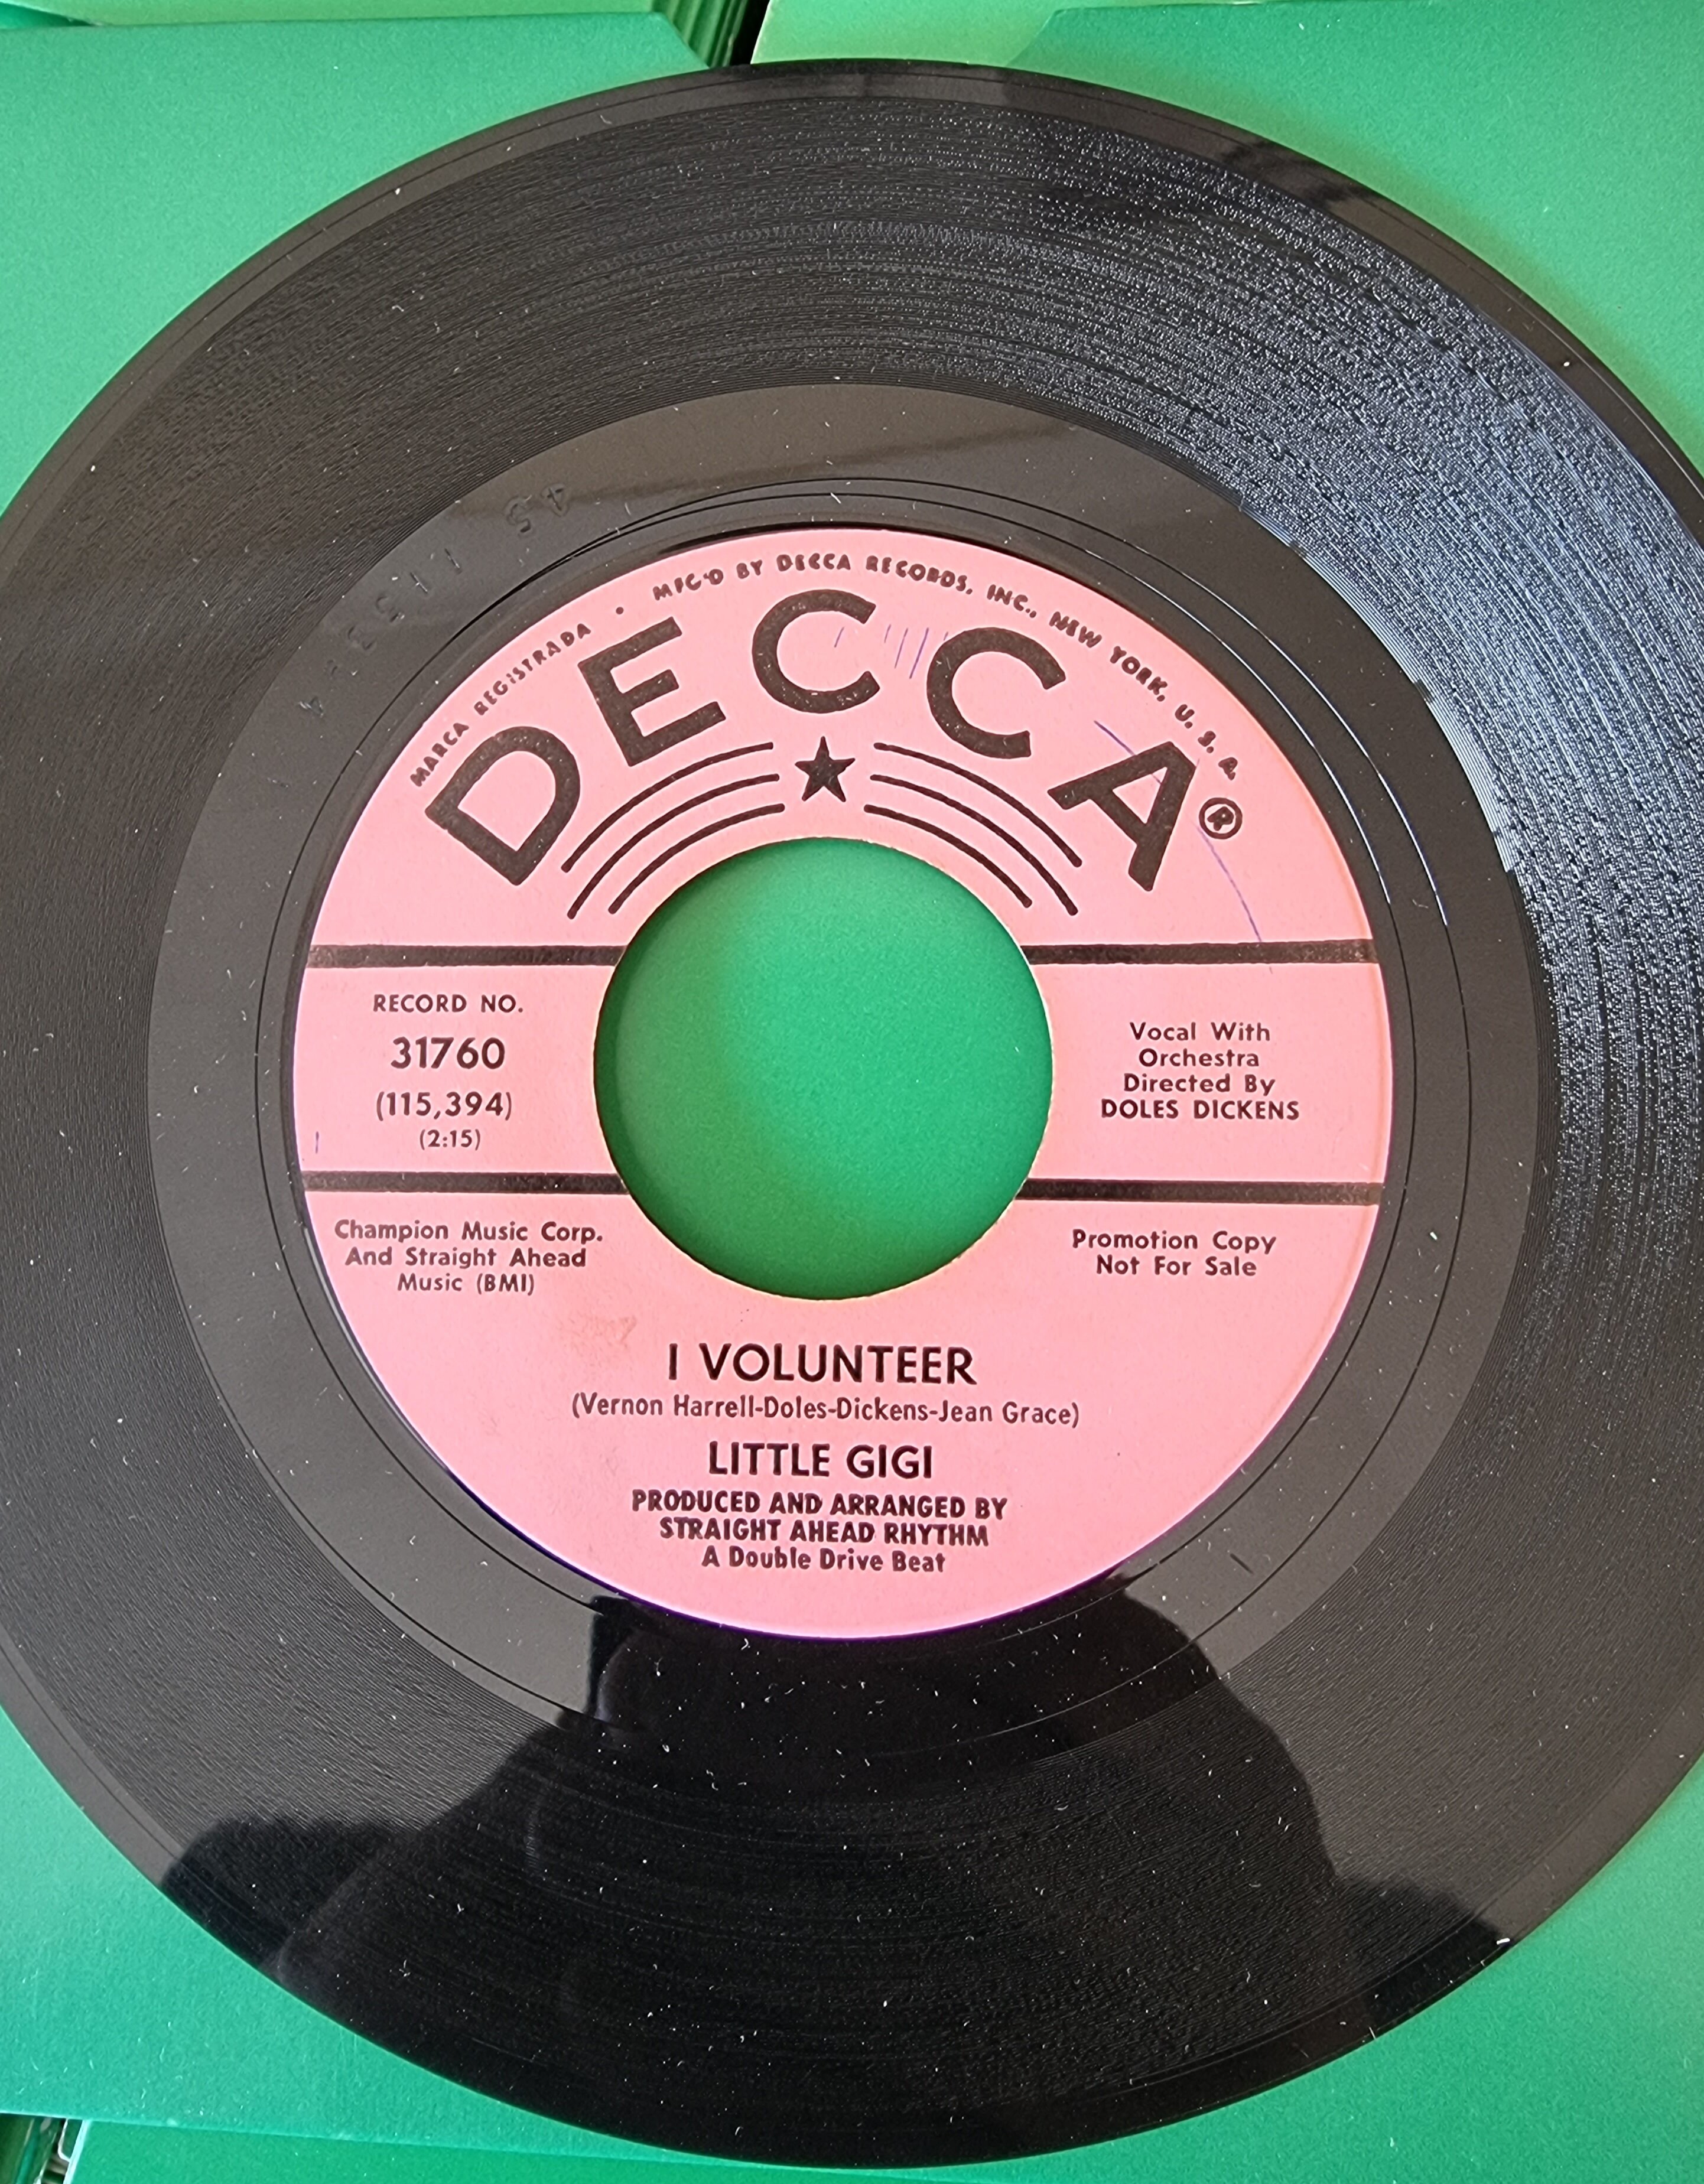 MARCA REGISTRADA • MFG'D BY DECCA RECORDS, INC., NEW YORK, U. S. A.
DECCA®
RECORD NO.
31760
(115,394)
(2:15)
Vocal With
Orchestra
Directed By
DOLES DICKENS
Champion Music Corp.
And Straight Ahead
Music (BMI)
Promotion Copy
Not For Sale
I VOLUNTEER
(Vernon Harrell-Doles-Dickens-Jean Grace)
LITTLE GIGI
PRODUCED AND ARRANGED BY
STRAIGHT AHEAD RHYTHM
A Double Drive Beat